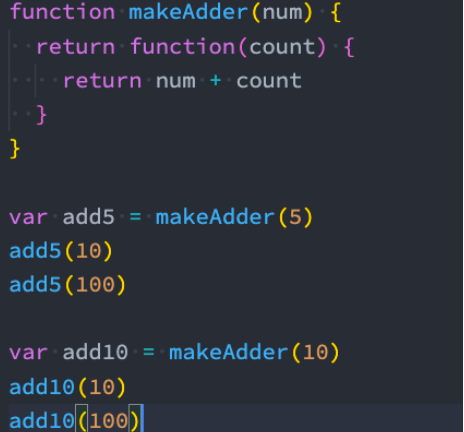 function makeAdder(num) {
  return function(count) {
    return num + count
  }
}

var add5 = makeAdder(5)
add5(10)
add5(100)

var add10 = makeAdder(10)
add10(10)
add10(100)